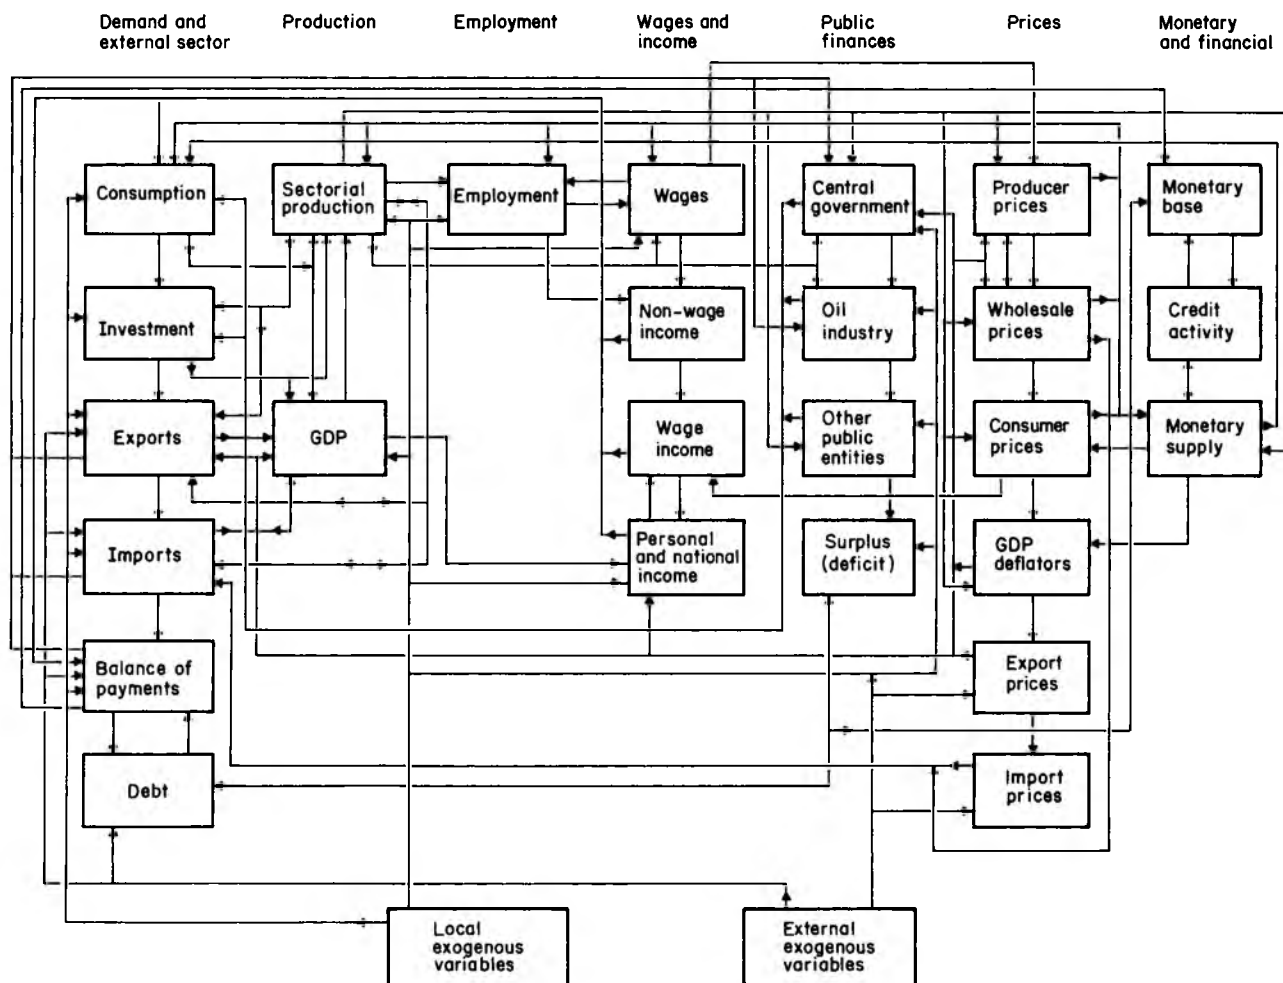 Demand and
external sector
Production
Employment
Wages and
income
Public
finances
Prices
Monetary
and financial
Consumption
Sectorial
production
Employment
Wages
Central
government
Producer
prices
Monetary
base
Investment
Non-wage
income
Oil
industry
Wholesale
prices
Credit
activity
Exports
GDP
Wage
income
Other
public
entities
Consumer
prices
Monetary
supply
Imports
Personal
and national
income
Surplus
(deficit)
GDP
deflators
Balance of
payments
Export
prices
Debt
Import
prices
Local
exogenous
variables
External
exogenous
variables